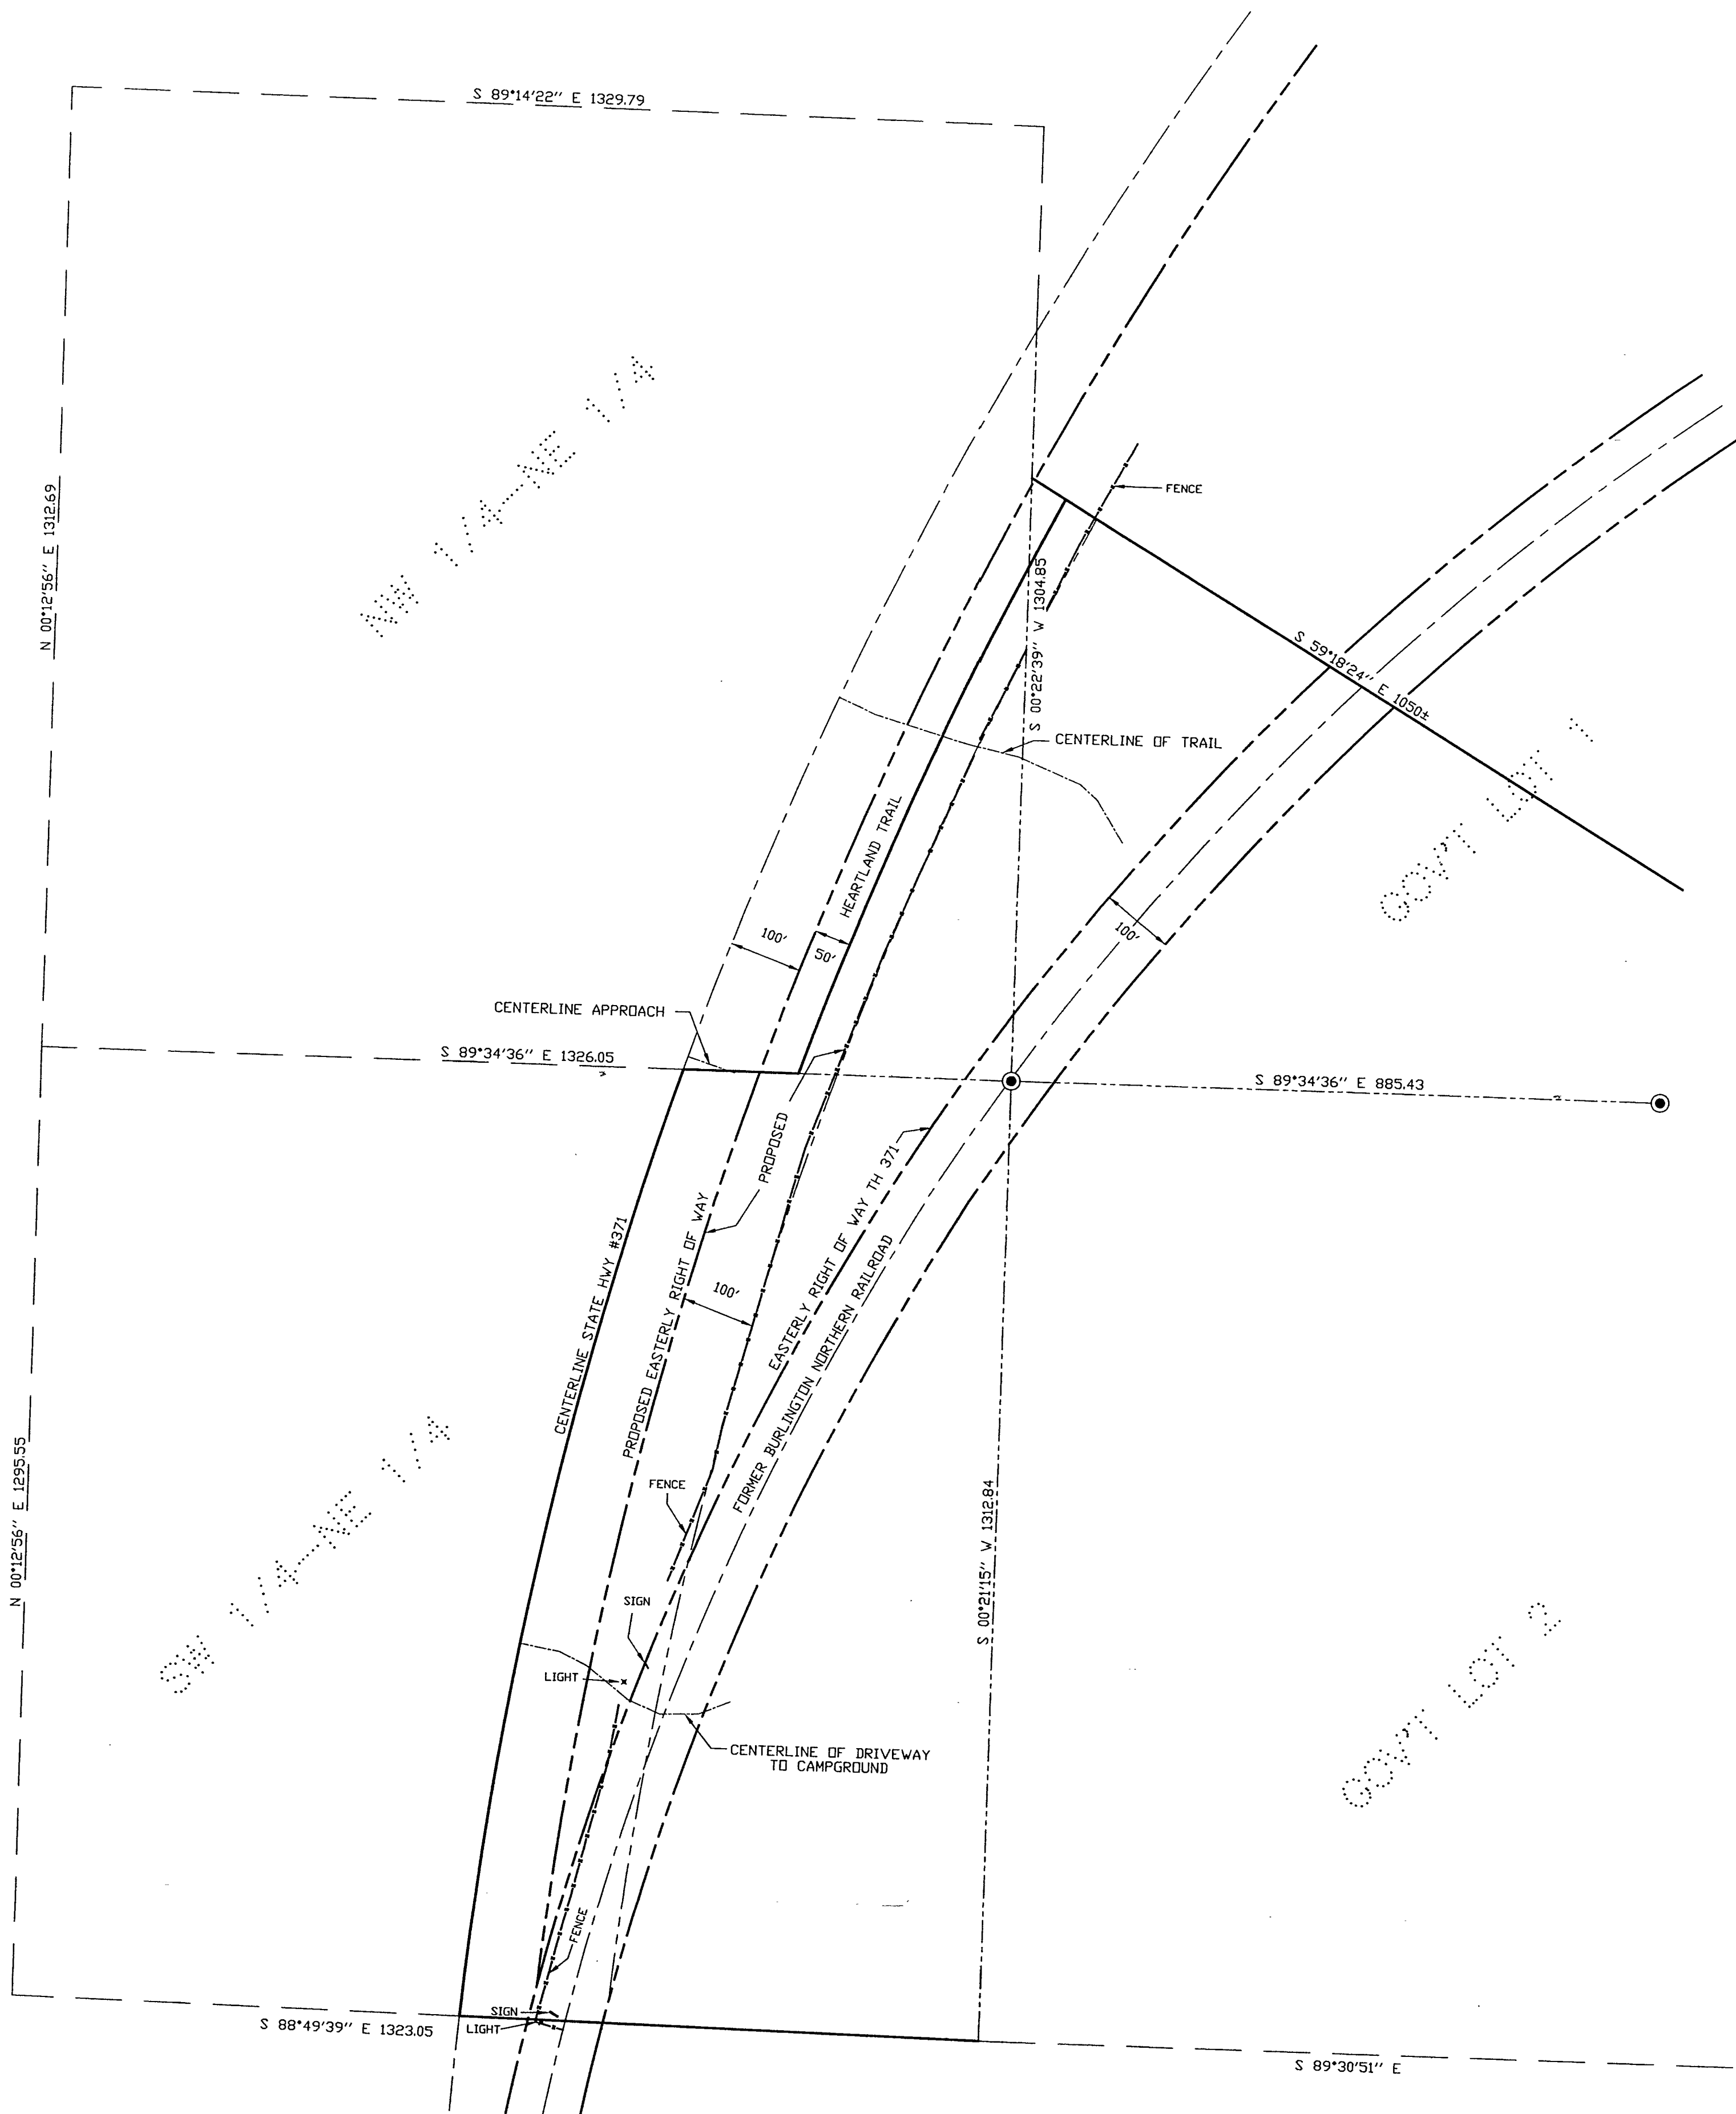 S 89°14'22" E 1329.79
N 00°12'56" E 1312.69
NW 1/4--NE 1/4
FENCE
S 00°22'39" W 1304.85
S 59°18'24" E 1050±
CENTERLINE OF TRAIL
GOV'T LOT 1
HEARTLAND TRAIL
100'
50'
100'
CENTERLINE APPROACH
S 89°34'36" E 1326.05
S 89°34'36" E 885.43
PROPOSED
EASTERLY RIGHT OF WAY TH 371
PROPOSED EASTERLY RIGHT OF WAY
CENTERLINE STATE HWY #371
100'
FORMER BURLINGTON NORTHERN RAILROAD
SW 1/4--NE 1/4
N 00°12'56" E 1295.55
FENCE
S 00°21'15" W 1312.84
SIGN
LIGHT
GOV'T LOT 2
CENTERLINE OF DRIVEWAY
TO CAMPGROUND
FENCE
SIGN
LIGHT
S 88°49'39" E 1323.05
S 89°30'51" E